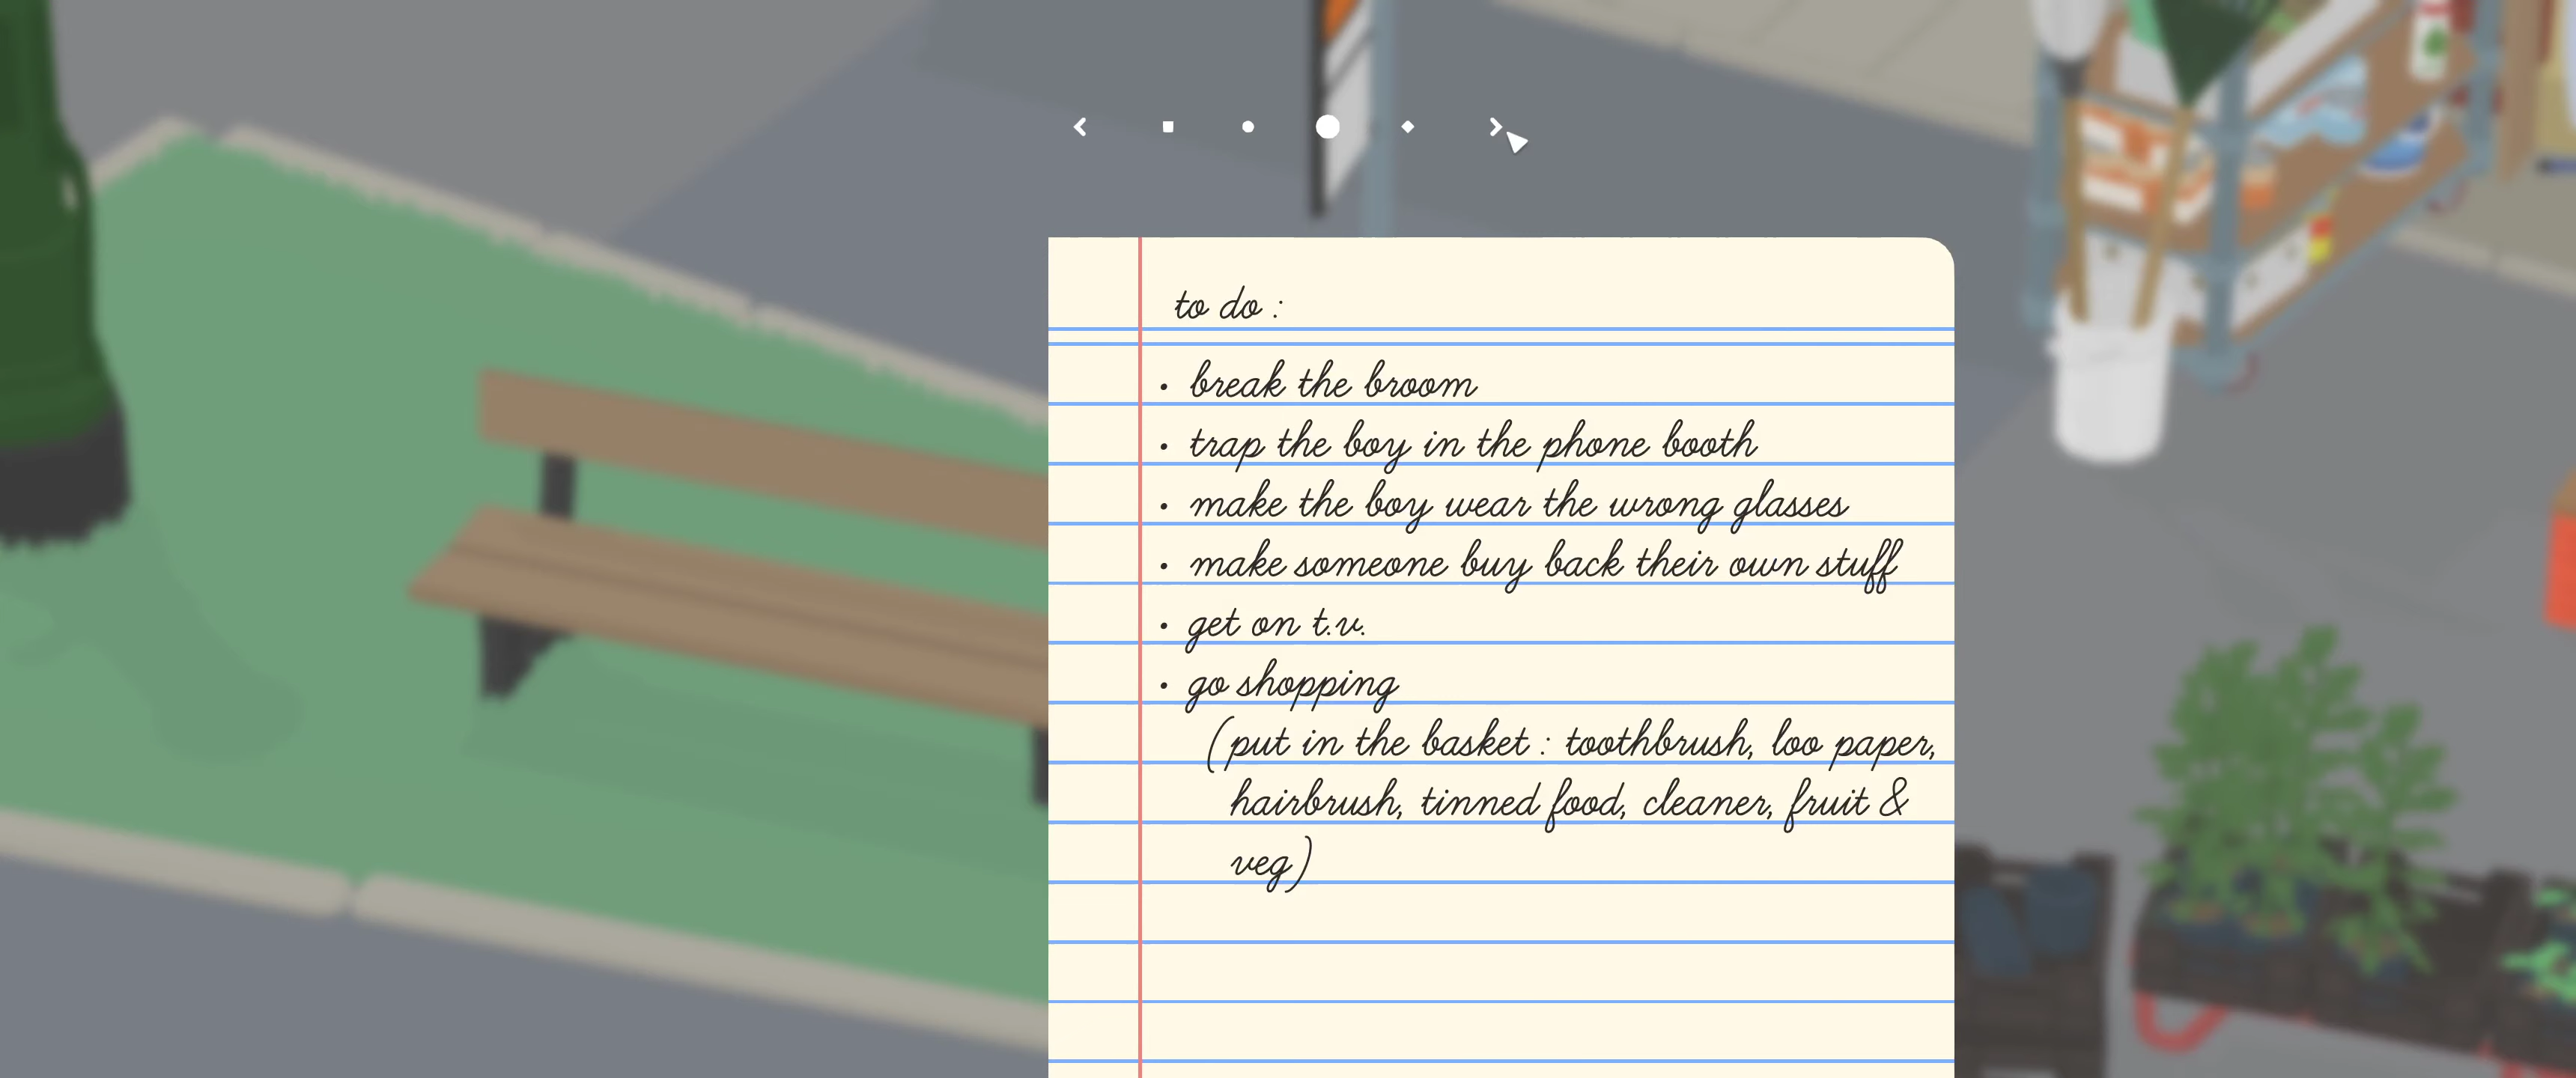 to do :
• break the broom
• trap the boy in the phone booth
• make the boy wear the wrong glasses
• make someone buy back their own stuff
• get on t.v.
• go shopping
(put in the basket : toothbrush, loo paper,
hairbrush, tinned food, cleaner, fruit &
veg)